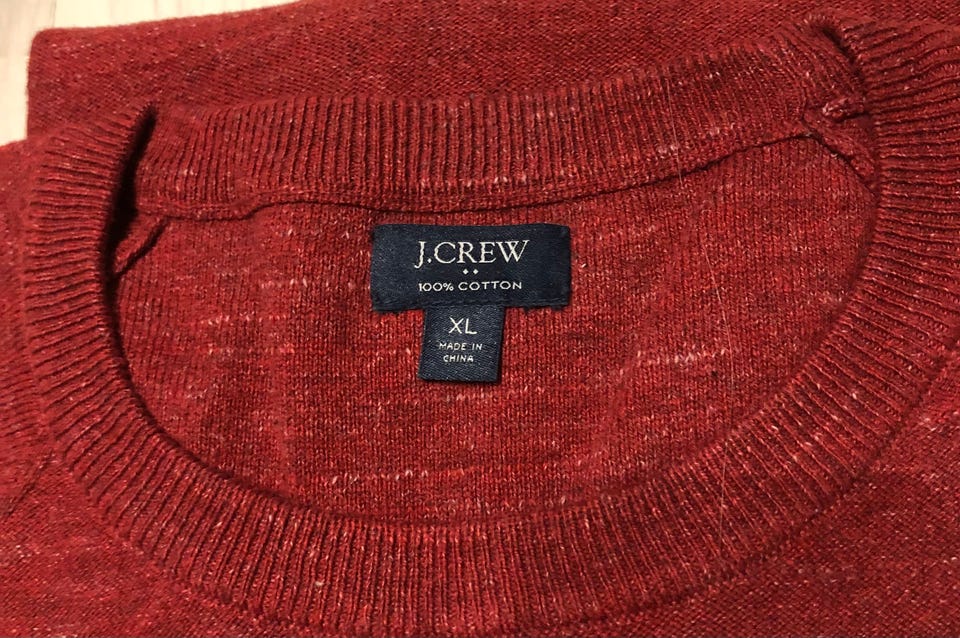 J.CREW
100% COTTON
XL
MADE IN
CHINA